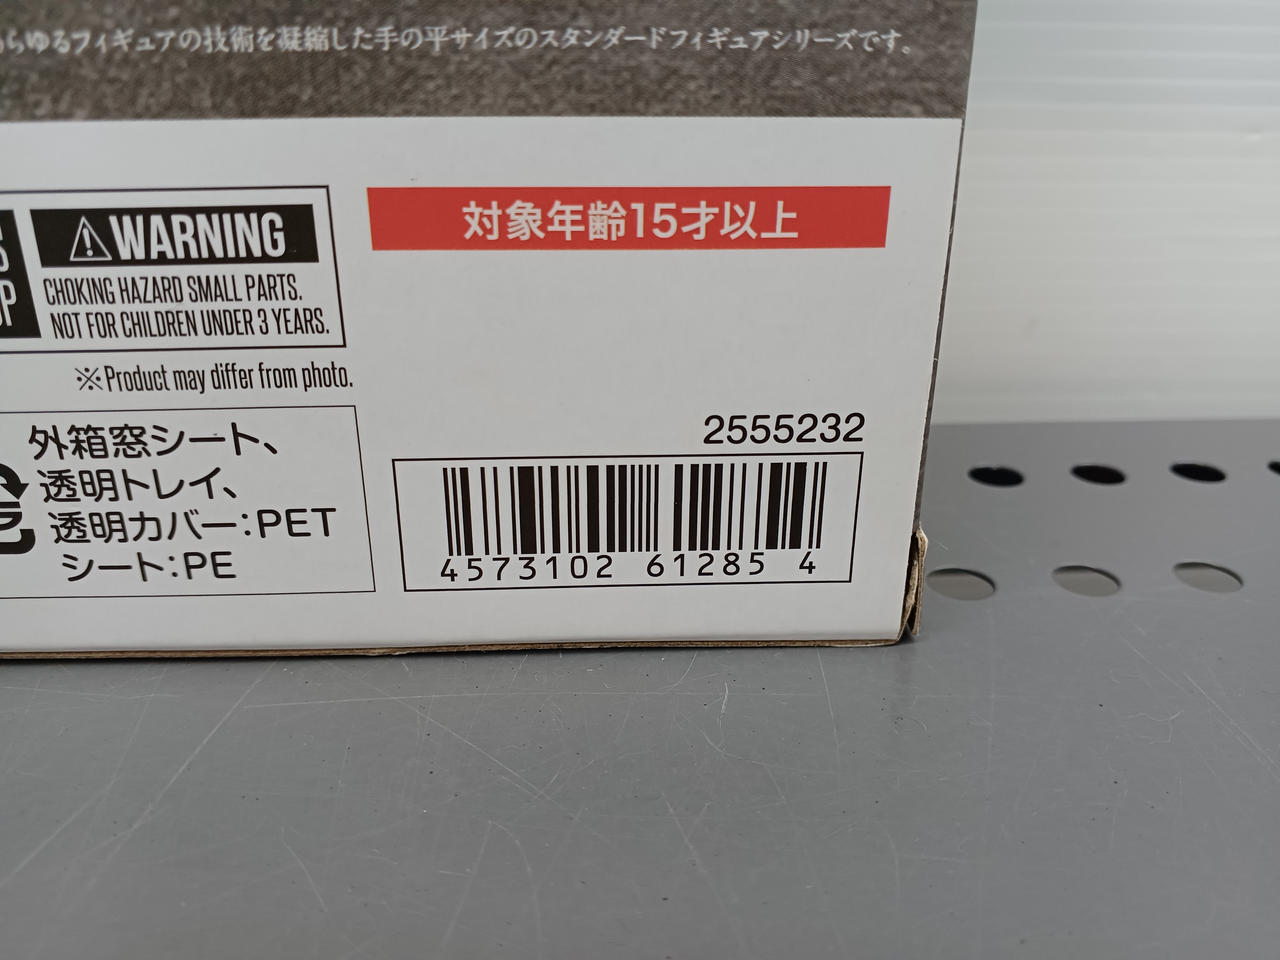 らゆるフィギュアの技術を凝縮した手の平サイズのスタンダードフィギュアシリーズです。
対象年齢15才以上
WARNING
CHOKING HAZARD SMALL PARTS.
NOT FOR CHILDREN UNDER 3 YEARS.
※Product may differ from photo.
外箱窓シート、
透明トレイ、
透明カバー:PET
シート:PE
2555232
4573102 61285 4